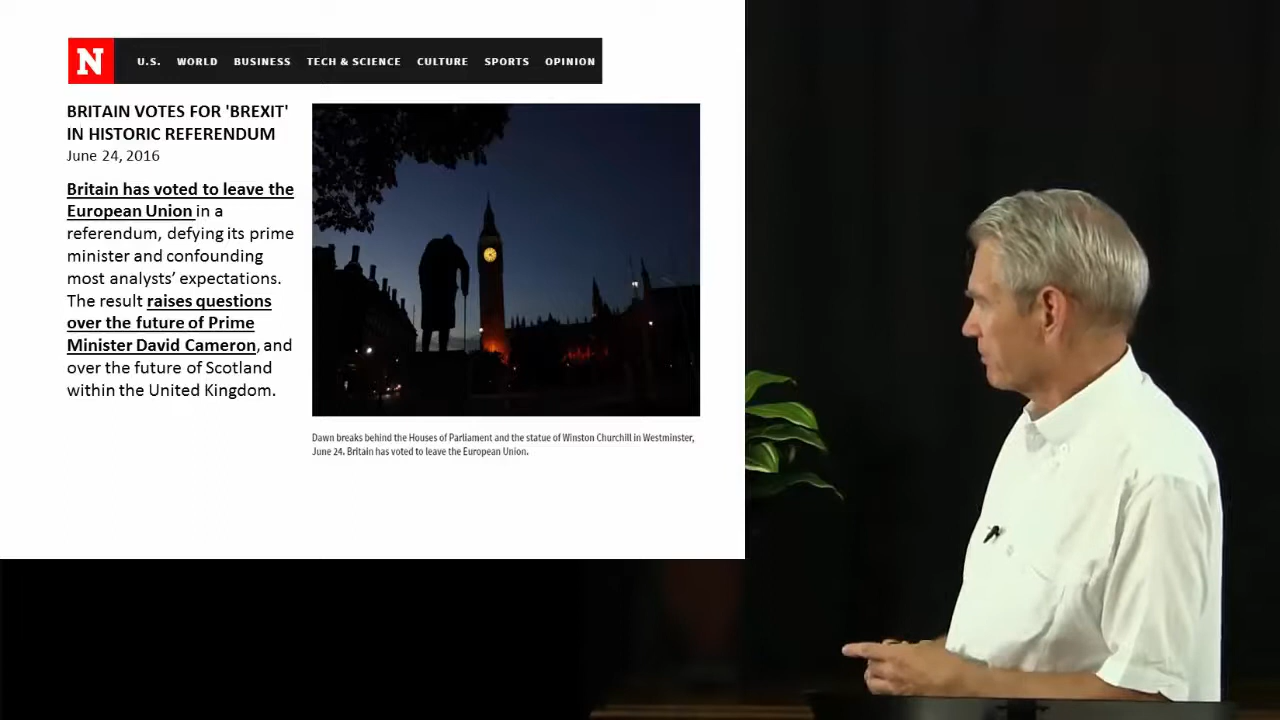 N U.S. WORLD BUSINESS TECH & SCIENCE CULTURE SPORTS OPINION
BRITAIN VOTES FOR 'BREXIT'
IN HISTORIC REFERENDUM
June 24, 2016
Britain has voted to leave the
European Union in a
referendum, defying its prime
minister and confounding
most analysts’ expectations.
The result raises questions
over the future of Prime
Minister David Cameron, and
over the future of Scotland
within the United Kingdom.
Dawn breaks behind the Houses of Parliament and the statue of Winston Churchill in Westminster,
June 24. Britain has voted to leave the European Union.